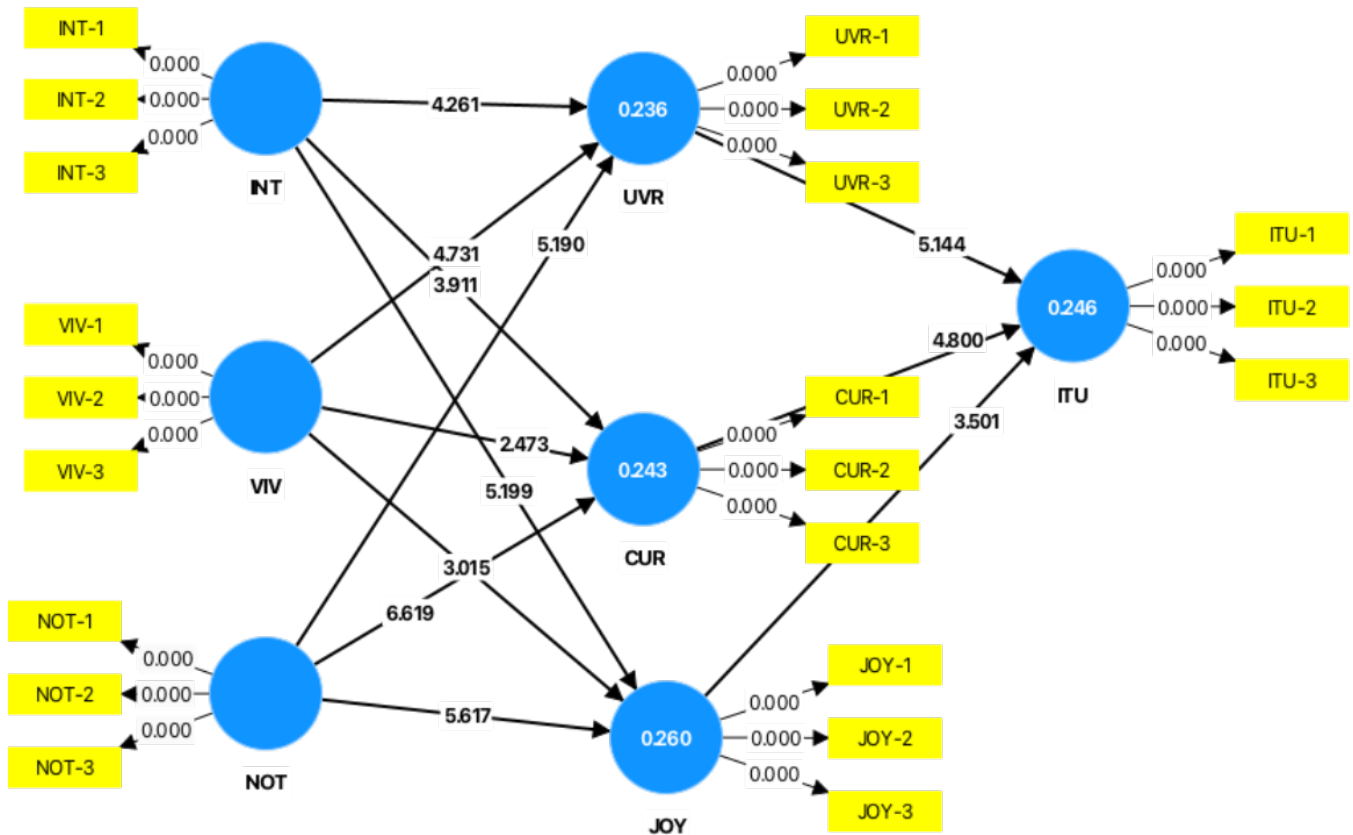 INT-1
0.000
INT-2
0.000
INT-3
0.000
INT
4.261
0.236
UVR
UVR-1
0.000
UVR-2
0.000
UVR-3
0.000
4.731
3.911
5.190
5.144
VIV-1
0.000
VIV-2
0.000
VIV-3
0.000
VIV
2.473
5.199
0.243
CUR
CUR-1
0.000
CUR-2
0.000
CUR-3
0.000
4.800
3.501
0.246
ITU
ITU-1
0.000
ITU-2
0.000
ITU-3
0.000
3.015
6.619
NOT-1
0.000
NOT-2
0.000
NOT-3
0.000
NOT
5.617
0.260
JOY
JOY-1
0.000
JOY-2
0.000
JOY-3
0.000